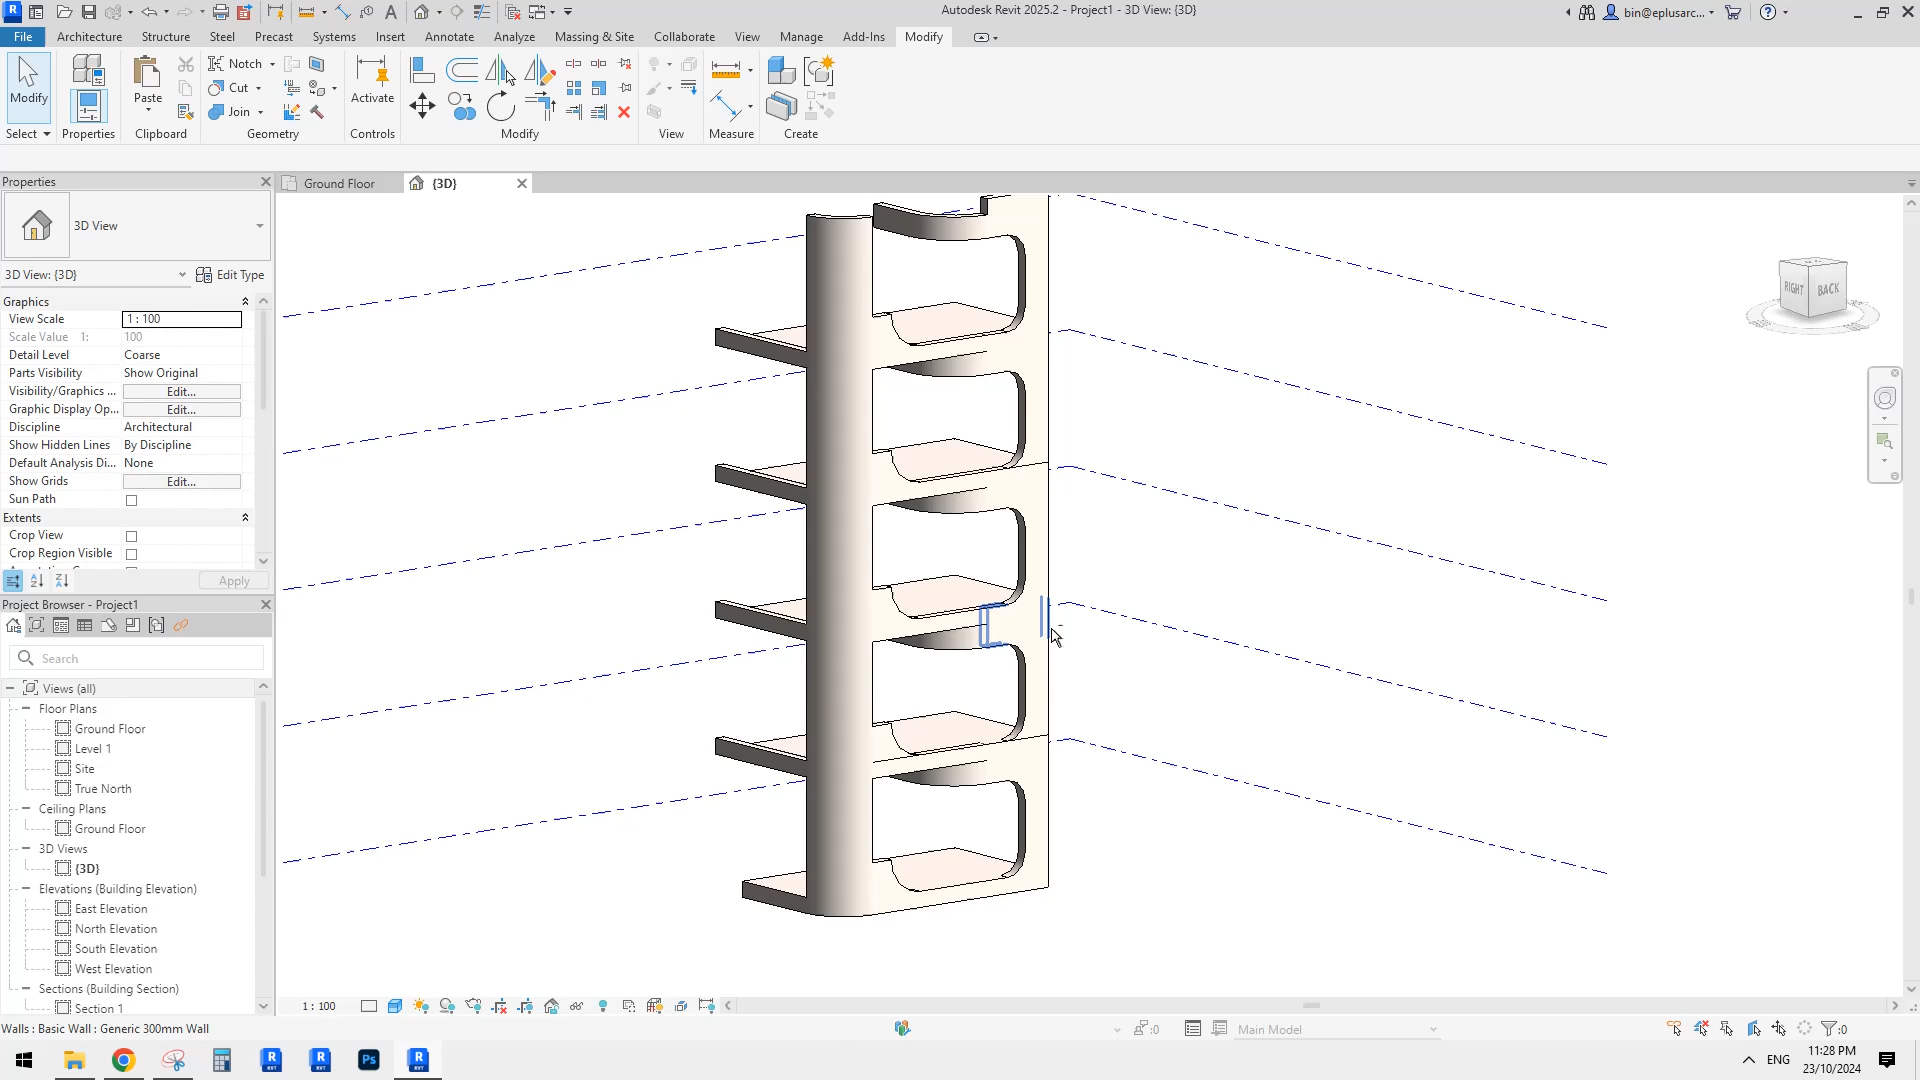 Autodesk Revit 2025.2 - Project1 - 3D View: {3D}
bin@eplusarc...
File
Architecture
Structure
Steel
Precast
Systems
Insert
Annotate
Analyze
Massing & Site
Collaborate
View
Manage
Add-Ins
Modify
Modify
Select
Properties
Paste
Clipboard
Notch
Cut
Join
Geometry
Activate
Controls
Modify
View
Measure
Create
Properties
3D View
3D View: {3D}
Edit Type
Graphics
View Scale
1 : 100
Scale Value 1:
100
Detail Level
Coarse
Parts Visibility
Show Original
Visibility/Graphics ...
Edit...
Graphic Display Op...
Edit...
Discipline
Architectural
Show Hidden Lines
By Discipline
Default Analysis Di...
None
Show Grids
Edit...
Sun Path
Extents
Crop View
Crop Region Visible
Apply
Project Browser - Project1
Search
Views (all)
Floor Plans
Ground Floor
Level 1
Site
True North
Ceiling Plans
Ground Floor
3D Views
{3D}
Elevations (Building Elevation)
East Elevation
North Elevation
South Elevation
West Elevation
Sections (Building Section)
Section 1
Ground Floor
{3D}
RIGHT
BACK
1 : 100
Walls : Basic Wall : Generic 300mm Wall
:0
Main Model
:0
Ps
ENG
11:28 PM
23/10/2024